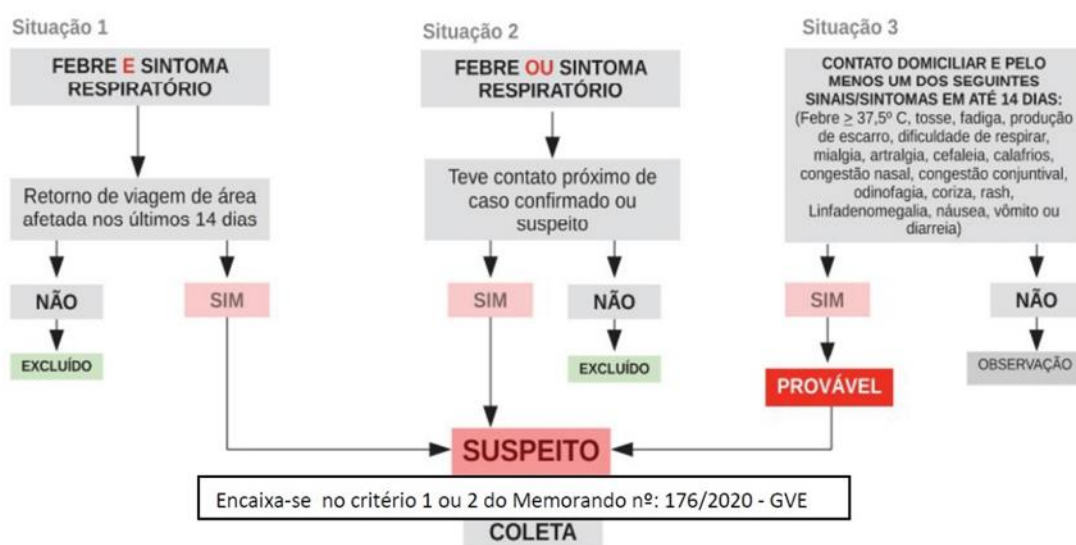 Situação 1
FEBRE E SINTOMA
RESPIRATÓRIO
Retorno de viagem de área
afetada nos últimos 14 dias
NÃO
SIM
EXCLUÍDO
Situação 2
FEBRE OU SINTOMA
RESPIRATÓRIO
Teve contato próximo de
caso confirmado ou
suspeito
SIM
NÃO
EXCLUÍDO
Situação 3
CONTATO DOMICILIAR E PELO
MENOS UM DOS SEGUINTES
SINAIS/SINTOMAS EM ATÉ 14 DIAS:
(Febre ≥ 37,5º C, tosse, fadiga, produção
de escarro, dificuldade de respirar,
mialgia, artralgia, cefaleia, calafrios,
congestão nasal, congestão conjuntival,
odinofagia, coriza, rash,
Linfadenomegalia, náusea, vômito ou
diarreia)
SIM
NÃO
PROVÁVEL
OBSERVAÇÃO
SUSPEITO
Encaixa-se no critério 1 ou 2 do Memorando nº: 176/2020 - GVE
COLETA